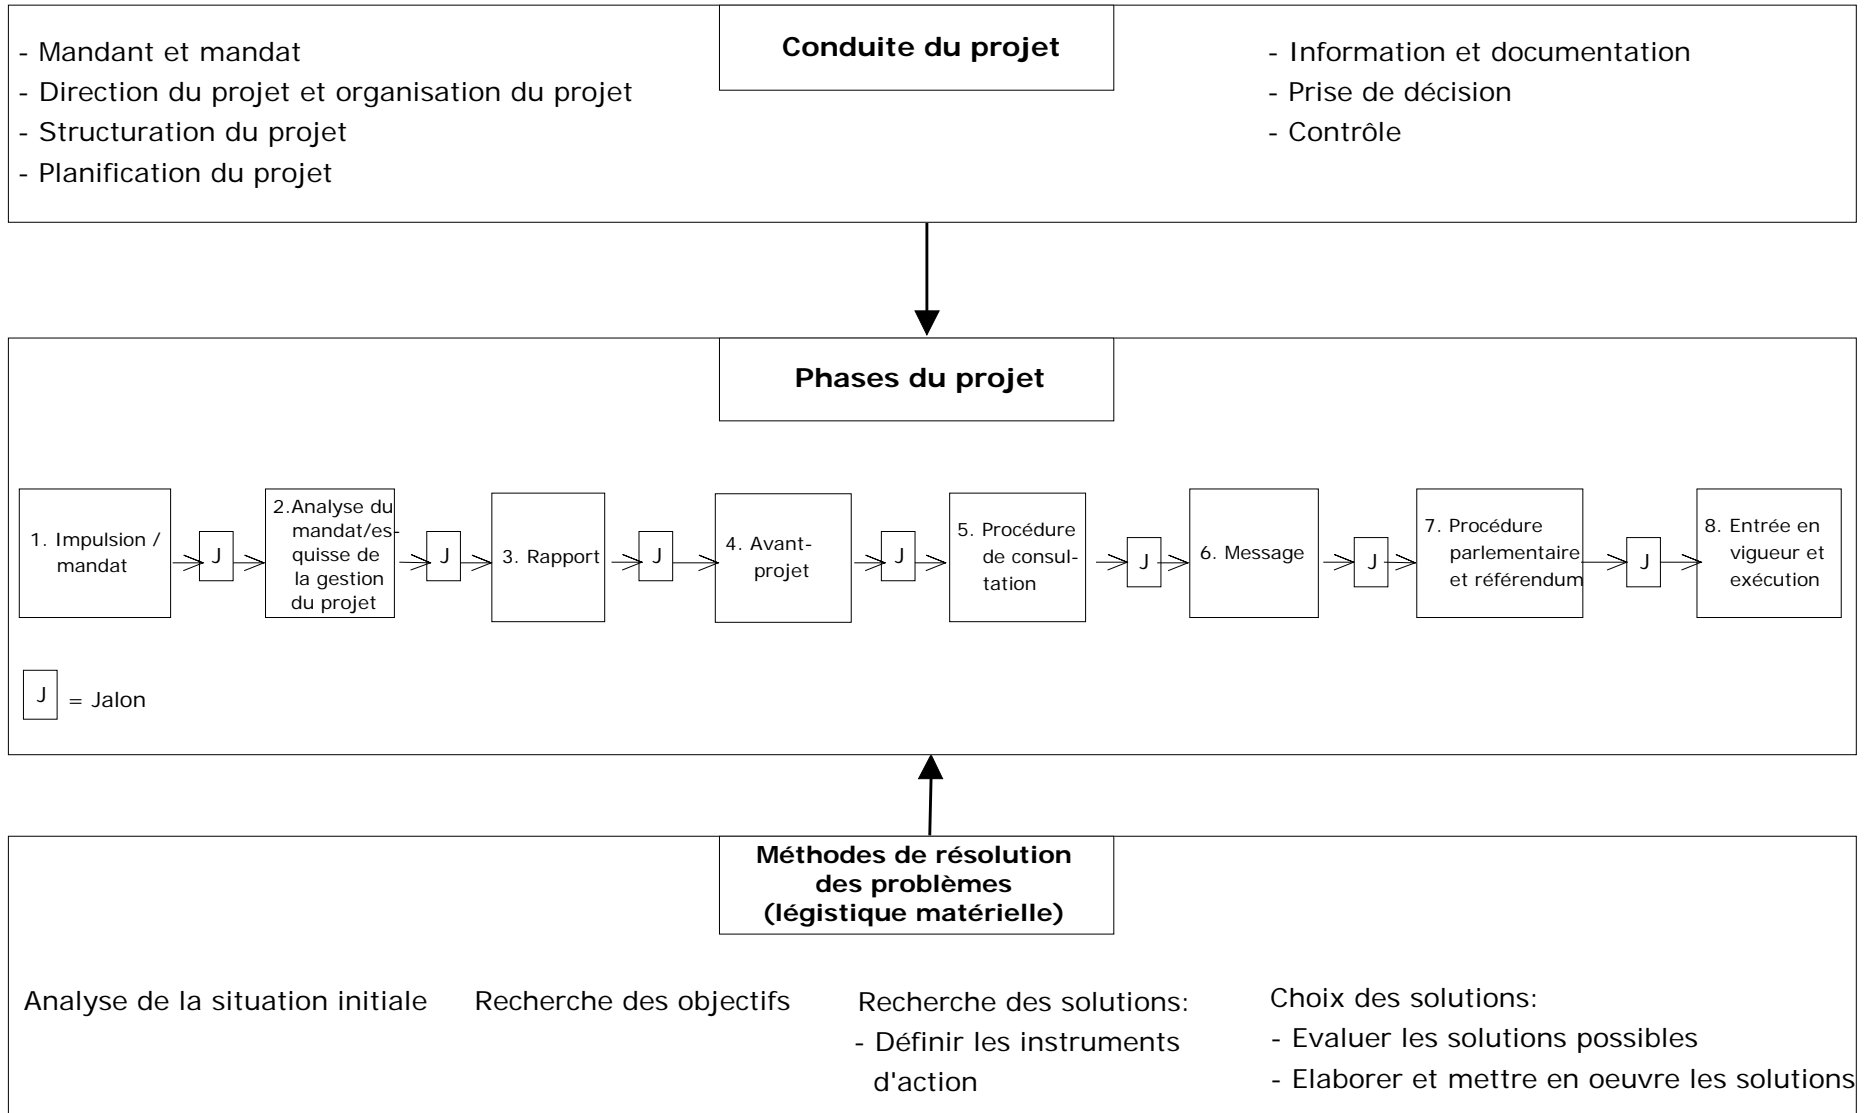 Conduite du projet
- Mandant et mandat
- Direction du projet et organisation du projet
- Structuration du projet
- Planification du projet
- Information et documentation
- Prise de décision
- Contrôle
Phases du projet
1. Impulsion /
mandat
J
2.Analyse du
mandat/es-
quisse de
la gestion
du projet
J
3. Rapport
J
4. Avant-
projet
J
5. Procédure
de consul-
tation
J
6. Message
J
7. Procédure
parlementaire
et référendum
J
8. Entrée en
vigueur et
exécution
J = Jalon
Méthodes de résolution
des problèmes
(légistique matérielle)
Analyse de la situation initiale
Recherche des objectifs
Recherche des solutions:
- Définir les instruments
d'action
Choix des solutions:
- Evaluer les solutions possibles
- Elaborer et mettre en oeuvre les solutions